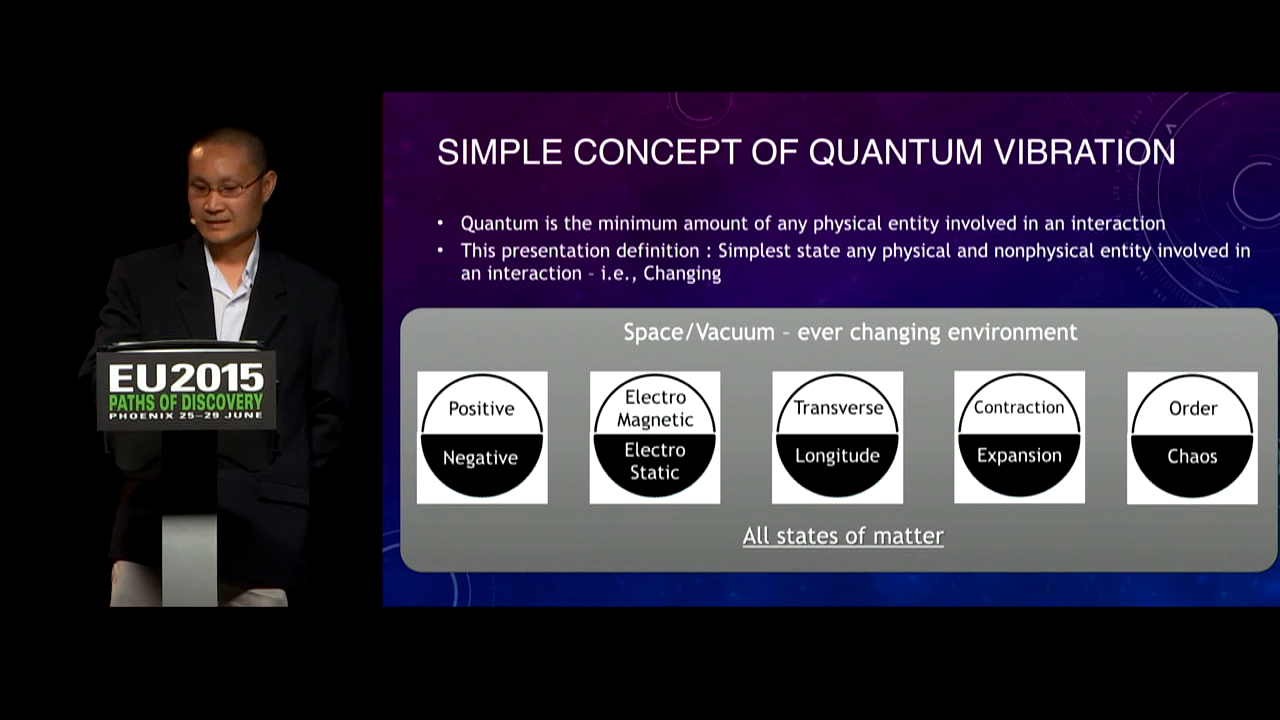 SIMPLE CONCEPT OF QUANTUM VIBRATION
• Quantum is the minimum amount of any physical entity involved in an interaction
• This presentation definition : Simplest state any physical and nonphysical entity involved in
an interaction – i.e., Changing
Space/Vacuum – ever changing environment
Positive
Negative
Electro
Magnetic
Electro
Static
Transverse
Longitude
Contraction
Expansion
Order
Chaos
All states of matter
EU2015
PATHS OF DISCOVERY
PHOENIX 25–29 JUNE